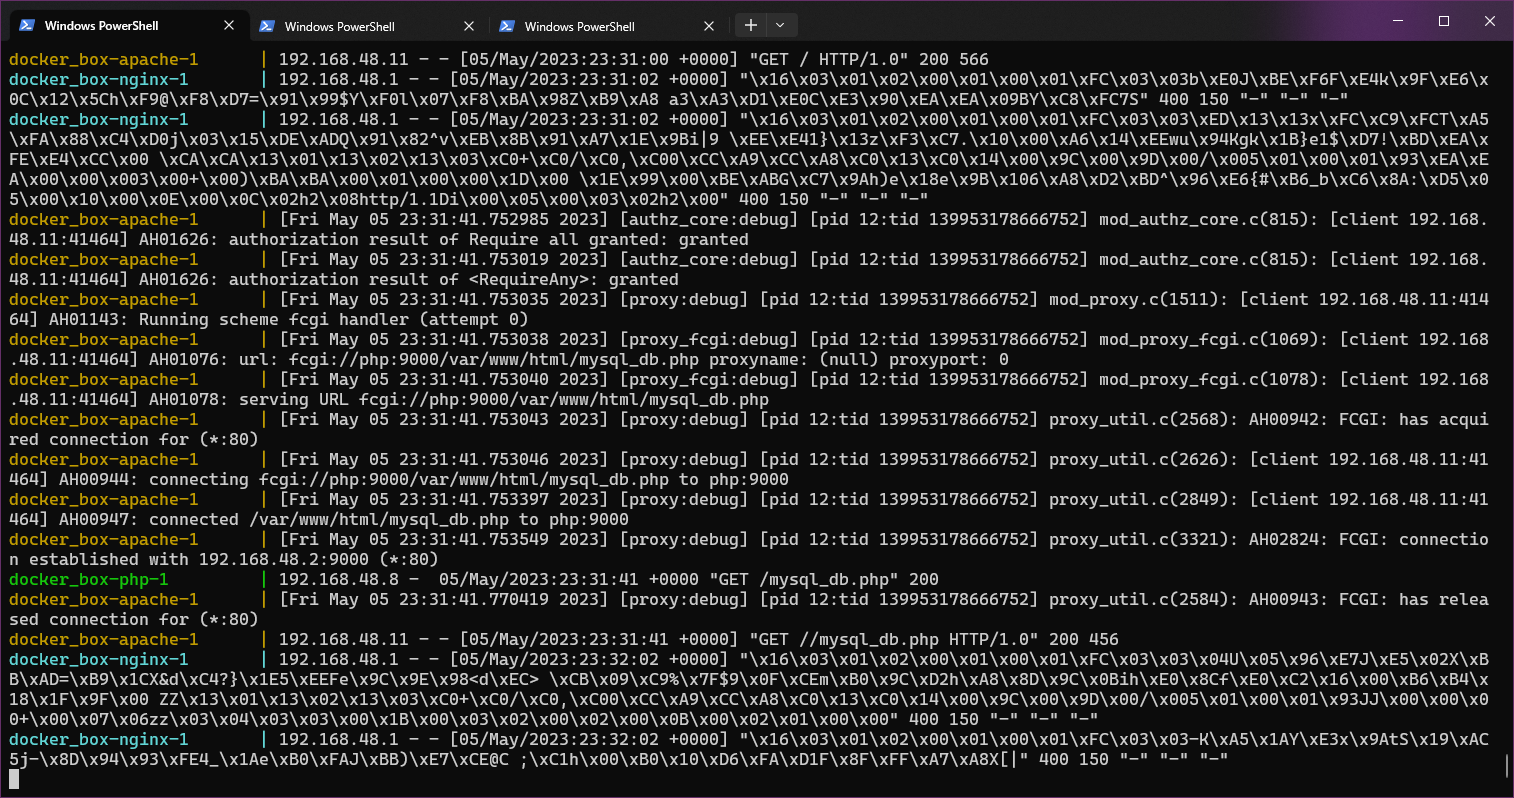 Windows PowerShell
Windows PowerShell
Windows PowerShell
docker_box-apache-1 | 192.168.48.11 - - [05/May/2023:23:31:00 +0000] "GET / HTTP/1.0" 200 566
docker_box-nginx-1 | 192.168.48.1 - - [05/May/2023:23:31:02 +0000] "\x16\x03\x01\x02\x00\x01\x00\x01\xFC\x03\x03b\xE0J\xBE\xF6F\xE4k\x9F\xE6\x
0C\x12\x5Ch\xF9@\xF8\xD7=\x91\x99$Y\xF0l\x07\xF8\xBA\x98Z\xB9\xA8 a3\xA3\xD1\xE0C\xE3\x90\xEA\xEA\x09BY\xC8\xFC7S" 400 150 "-" "-" "-"
docker_box-nginx-1 | 192.168.48.1 - - [05/May/2023:23:31:02 +0000] "\x16\x03\x01\x02\x00\x01\x00\x01\xFC\x03\x03\xED\x13\x13x\xFC\xC9\xFCT\xA5
\xFA\x88\xC4\xD0j\x03\x15\xDE\xADQ\x91\x82^v\xEB\x8B\x91\xA7\x1E\x9Bi|9 \xEE\xE41}\x13z\xF3\xC7.\x10\x00\xA6\x14\xEEwu\x94Kgk\x1B}e1$\xD7!\xBD\xEA\x
FE\xE4\xCC\x00 \xCA\xCA\x13\x01\x13\x02\x13\x03\xC0+\xC0/\xC0,\xC00\xCC\xA9\xCC\xA8\xC0\x13\xC0\x14\x00\x9C\x00\x9D\x00/\x005\x01\x00\x01\x93\xEA\xE
A\x00\x00\x003\x00+\x00)\xBA\xBA\x00\x01\x00\x00\x1D\x00 \x1E\x99\x00\xBE\xABG\xC7\x9Ah)e\x18e\x9B\x106\xA8\xD2\xBD^\x96\xE6{#\xB6_b\xC6\x8A:\xD5\x0
5\x00\x10\x00\x0E\x00\x0C\x02h2\x08http/1.1Di\x00\x05\x00\x03\x02h2\x00" 400 150 "-" "-" "-"
docker_box-apache-1 | [Fri May 05 23:31:41.752985 2023] [authz_core:debug] [pid 12:tid 139953178666752] mod_authz_core.c(815): [client 192.168.
48.11:41464] AH01626: authorization result of Require all granted: granted
docker_box-apache-1 | [Fri May 05 23:31:41.753019 2023] [authz_core:debug] [pid 12:tid 139953178666752] mod_authz_core.c(815): [client 192.168.
48.11:41464] AH01626: authorization result of <RequireAny>: granted
docker_box-apache-1 | [Fri May 05 23:31:41.753035 2023] [proxy:debug] [pid 12:tid 139953178666752] mod_proxy.c(1511): [client 192.168.48.11:414
64] AH01143: Running scheme fcgi handler (attempt 0)
docker_box-apache-1 | [Fri May 05 23:31:41.753038 2023] [proxy_fcgi:debug] [pid 12:tid 139953178666752] mod_proxy_fcgi.c(1069): [client 192.168
.48.11:41464] AH01076: url: fcgi://php:9000/var/www/html/mysql_db.php proxyname: (null) proxyport: 0
docker_box-apache-1 | [Fri May 05 23:31:41.753040 2023] [proxy_fcgi:debug] [pid 12:tid 139953178666752] mod_proxy_fcgi.c(1078): [client 192.168
.48.11:41464] AH01078: serving URL fcgi://php:9000/var/www/html/mysql_db.php
docker_box-apache-1 | [Fri May 05 23:31:41.753043 2023] [proxy:debug] [pid 12:tid 139953178666752] proxy_util.c(2568): AH00942: FCGI: has acqui
red connection for (*:80)
docker_box-apache-1 | [Fri May 05 23:31:41.753046 2023] [proxy:debug] [pid 12:tid 139953178666752] proxy_util.c(2626): [client 192.168.48.11:41
464] AH00944: connecting fcgi://php:9000/var/www/html/mysql_db.php to php:9000
docker_box-apache-1 | [Fri May 05 23:31:41.753397 2023] [proxy:debug] [pid 12:tid 139953178666752] proxy_util.c(2849): [client 192.168.48.11:41
464] AH00947: connected /var/www/html/mysql_db.php to php:9000
docker_box-apache-1 | [Fri May 05 23:31:41.753549 2023] [proxy:debug] [pid 12:tid 139953178666752] proxy_util.c(3321): AH02824: FCGI: connectio
n established with 192.168.48.2:9000 (*:80)
docker_box-php-1 | 192.168.48.8 -  05/May/2023:23:31:41 +0000 "GET /mysql_db.php" 200
docker_box-apache-1 | [Fri May 05 23:31:41.770419 2023] [proxy:debug] [pid 12:tid 139953178666752] proxy_util.c(2584): AH00943: FCGI: has relea
sed connection for (*:80)
docker_box-apache-1 | 192.168.48.11 - - [05/May/2023:23:31:41 +0000] "GET //mysql_db.php HTTP/1.0" 200 456
docker_box-nginx-1 | 192.168.48.1 - - [05/May/2023:23:32:02 +0000] "\x16\x03\x01\x02\x00\x01\x00\x01\xFC\x03\x03\x04U\x05\x96\xE7J\xE5\x02X\xB
B\xAD=\xB9\x1CX&d\xC4?}\x1E5\xEEFe\x9C\x9E\x98<d\xEC> \xCB\x09\xC9%\x7F$9\x0F\xCEm\xB0\x9C\xD2h\xA8\x8D\x9C\x0Bih\xE0\x8Cf\xE0\xC2\x16\x00\xB6\xB4\x
18\x1F\x9F\x00 ZZ\x13\x01\x13\x02\x13\x03\xC0+\xC0/\xC0,\xC00\xCC\xA9\xCC\xA8\xC0\x13\xC0\x14\x00\x9C\x00\x9D\x00/\x005\x01\x00\x01\x93JJ\x00\x00\x0
0+\x00\x07\x06zz\x03\x04\x03\x03\x00\x1B\x00\x03\x02\x00\x02\x00\x0B\x00\x02\x01\x00\x00" 400 150 "-" "-" "-"
docker_box-nginx-1 | 192.168.48.1 - - [05/May/2023:23:32:02 +0000] "\x16\x03\x01\x02\x00\x01\x00\x01\xFC\x03\x03-K\xA5\x1AY\xE3x\x9AtS\x19\xAC
5j-\x8D\x94\x93\xFE4_\x1Ae\xB0\xFAJ\xBB)\xE7\xCE@C ;\xC1h\x00\xB0\x10\xD6\xFA\xD1F\x8F\xFF\xA7\xA8X[|" 400 150 "-" "-" "-"